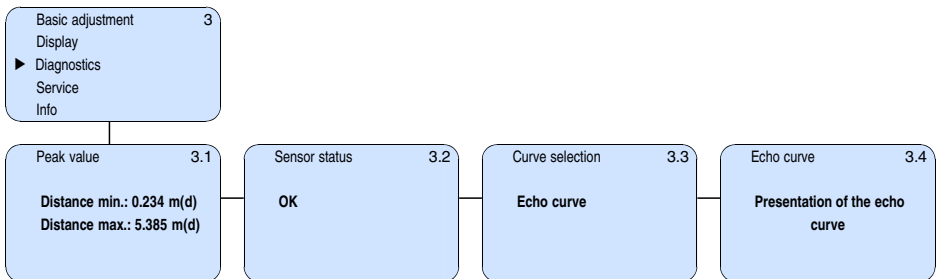 Basic adjustment 3
Display
▶ Diagnostics
Service
Info
Peak value 3.1
Distance min.: 0.234 m(d)
Distance max.: 5.385 m(d)
Sensor status 3.2
OK
Curve selection 3.3
Echo curve
Echo curve 3.4
Presentation of the echo
curve